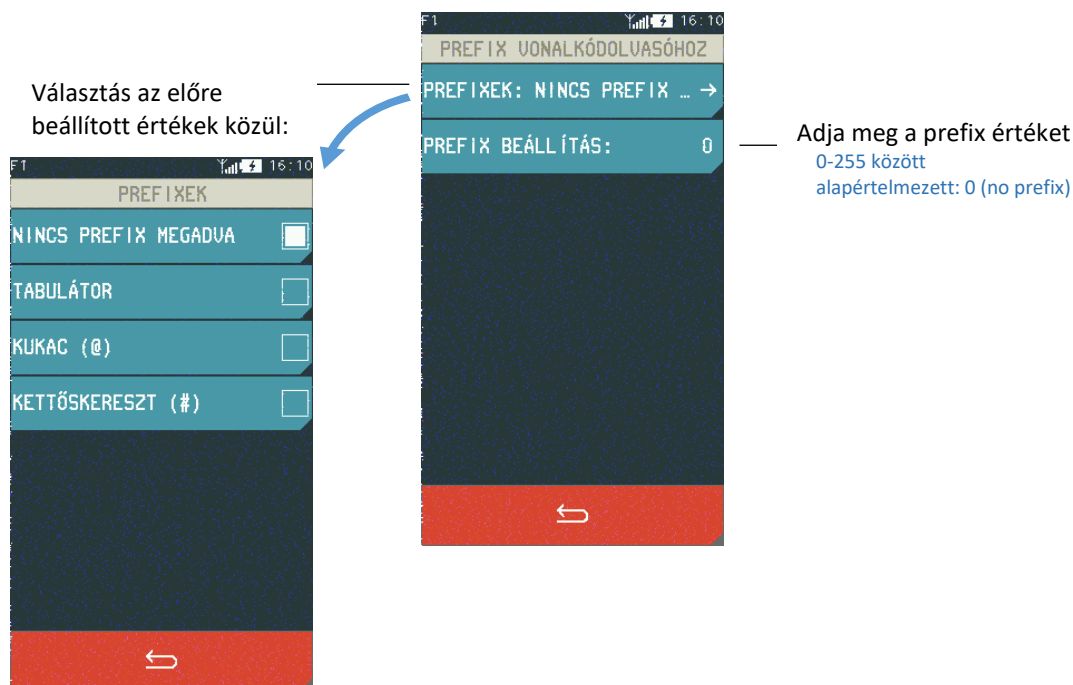 F1 16:10
PREFIX VONALKÓDOLVASÓHOZ
PREFIXEK: NINCS PREFIX … →
PREFIX BEÁLLÍTÁS: 0
Adja meg a prefix értéket
0-255 között
alapértelmezett: 0 (no prefix)
Választás az előre
beállított értékek közül:
F1 16:10
PREFIXEK
NINCS PREFIX MEGADVA
TABULÁTOR
KUKAC (@)
KETTŐSKERESZT (#)